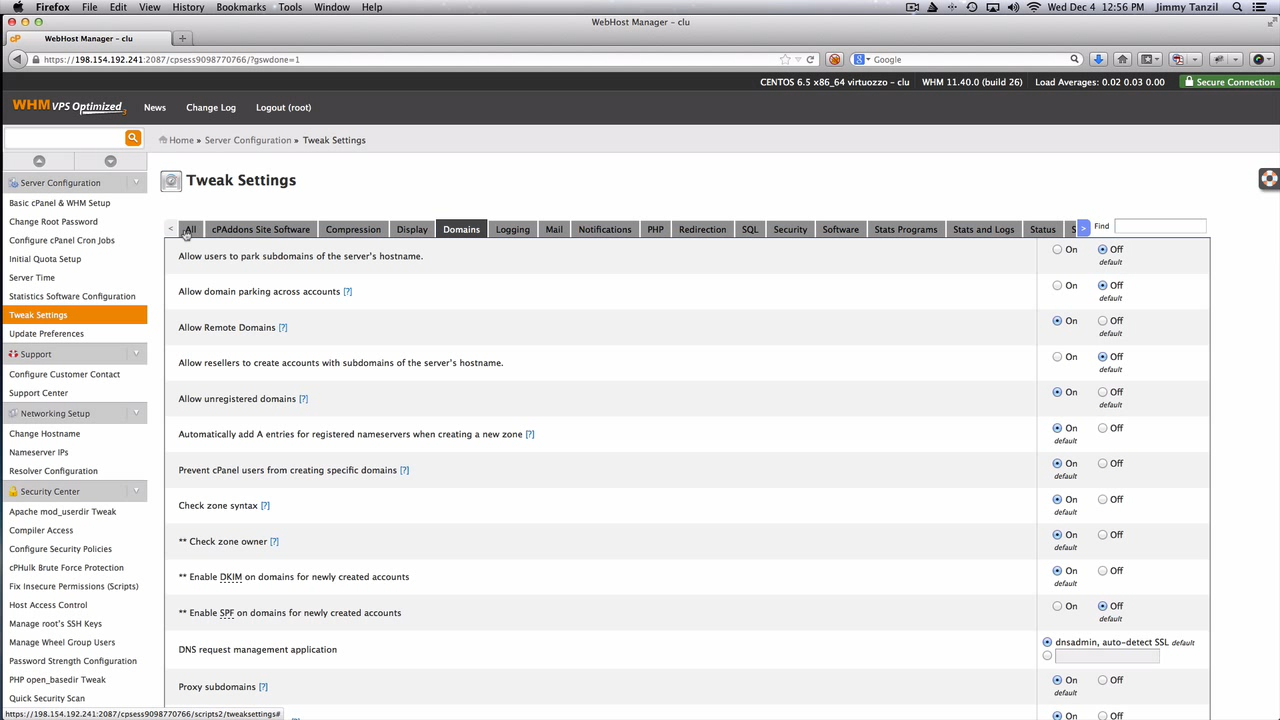 Firefox File Edit View History Bookmarks Tools Window Help Wed Dec 4 12:56 PM Jimmy Tanzil
WebHost Manager - clu
cP WebHost Manager - clu +
https://198.154.192.241:2087/cpsess9098770766/?gswdone=1 Google
CENTOS 6.5 x86_64 virtuozzo - clu WHM 11.40.0 (build 26) Load Averages: 0.02 0.03 0.00 Secure Connection
WHM VPS Optimized News Change Log Logout (root)
Home » Server Configuration » Tweak Settings
Server Configuration
Basic cPanel & WHM Setup
Change Root Password
Configure cPanel Cron Jobs
Initial Quota Setup
Server Time
Statistics Software Configuration
Tweak Settings
Update Preferences
Support
Configure Customer Contact
Support Center
Networking Setup
Change Hostname
Nameserver IPs
Resolver Configuration
Security Center
Apache mod_userdir Tweak
Compiler Access
Configure Security Policies
cPHulk Brute Force Protection
Fix Insecure Permissions (Scripts)
Host Access Control
Manage root's SSH Keys
Manage Wheel Group Users
Password Strength Configuration
PHP open_basedir Tweak
Quick Security Scan
Tweak Settings
< All cPAddons Site Software Compression Display Domains Logging Mail Notifications PHP Redirection SQL Security Software Stats Programs Stats and Logs Status S > Find
Allow users to park subdomains of the server's hostname. On Off
default
Allow domain parking across accounts [?] On Off
default
Allow Remote Domains [?] On Off
default
Allow resellers to create accounts with subdomains of the server's hostname. On Off
default
Allow unregistered domains [?] On Off
default
Automatically add A entries for registered nameservers when creating a new zone [?] On Off
default
Prevent cPanel users from creating specific domains [?] On Off
default
Check zone syntax [?] On Off
default
** Check zone owner [?] On Off
default
** Enable DKIM on domains for newly created accounts On Off
default
** Enable SPF on domains for newly created accounts On Off
default
DNS request management application dnsadmin, auto-detect SSL default
Proxy subdomains [?] On Off
default
[?] On Off
https://198.154.192.241:2087/cpsess9098770766/scripts2/tweaksettings#